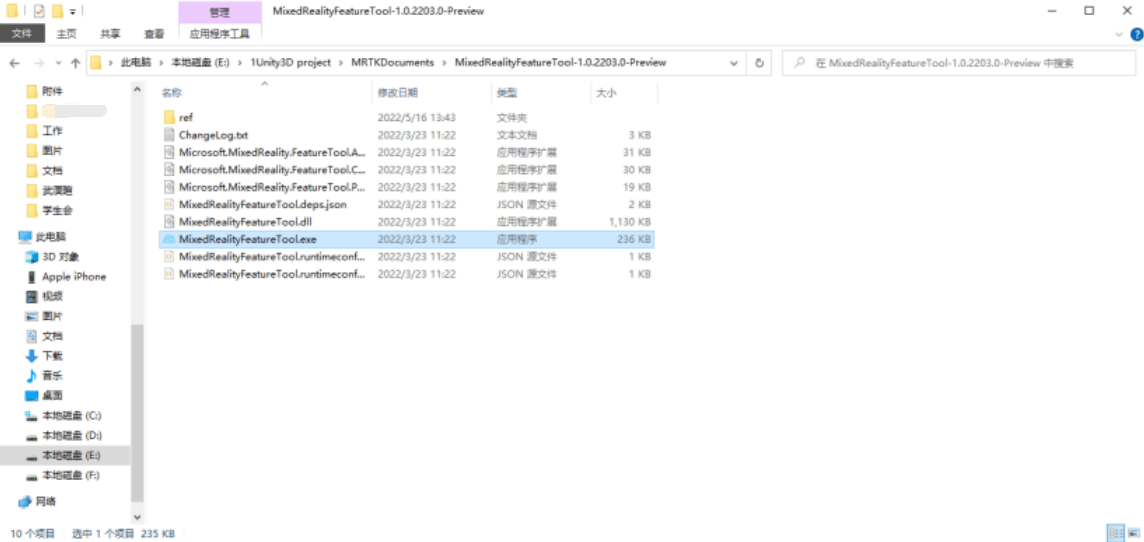 管理 MixedRealityFeatureTool-1.0.2203.0-Preview
文件 主页 共享 查看 应用程序工具
此电脑 › 本地磁盘 (E:) › 1Unity3D project › MRTKDocuments › MixedRealityFeatureTool-1.0.2203.0-Preview 在 MixedRealityFeatureTool-1.0.2203.0-Preview 中搜索
名称 修改日期 类型 大小
ref 2022/5/16 13:43 文件夹
ChangeLog.txt 2022/3/23 11:22 文本文档 3 KB
Microsoft.MixedReality.FeatureTool.A... 2022/3/23 11:22 应用程序扩展 31 KB
Microsoft.MixedReality.FeatureTool.C... 2022/3/23 11:22 应用程序扩展 30 KB
Microsoft.MixedReality.FeatureTool.P... 2022/3/23 11:22 应用程序扩展 19 KB
MixedRealityFeatureTool.deps.json 2022/3/23 11:22 JSON 源文件 2 KB
MixedRealityFeatureTool.dll 2022/3/23 11:22 应用程序扩展 1,130 KB
MixedRealityFeatureTool.exe 2022/3/23 11:22 应用程序 236 KB
MixedRealityFeatureTool.runtimeconf... 2022/3/23 11:22 JSON 源文件 1 KB
MixedRealityFeatureTool.runtimeconf... 2022/3/23 11:22 JSON 源文件 1 KB
附件
工作
图片
文档
学生会
此电脑
3D 对象
Apple iPhone
视频
图片
文档
下载
音乐
桌面
本地磁盘 (C:)
本地磁盘 (D:)
本地磁盘 (E:)
本地磁盘 (F:)
网络
10 个项目 选中 1 个项目 235 KB